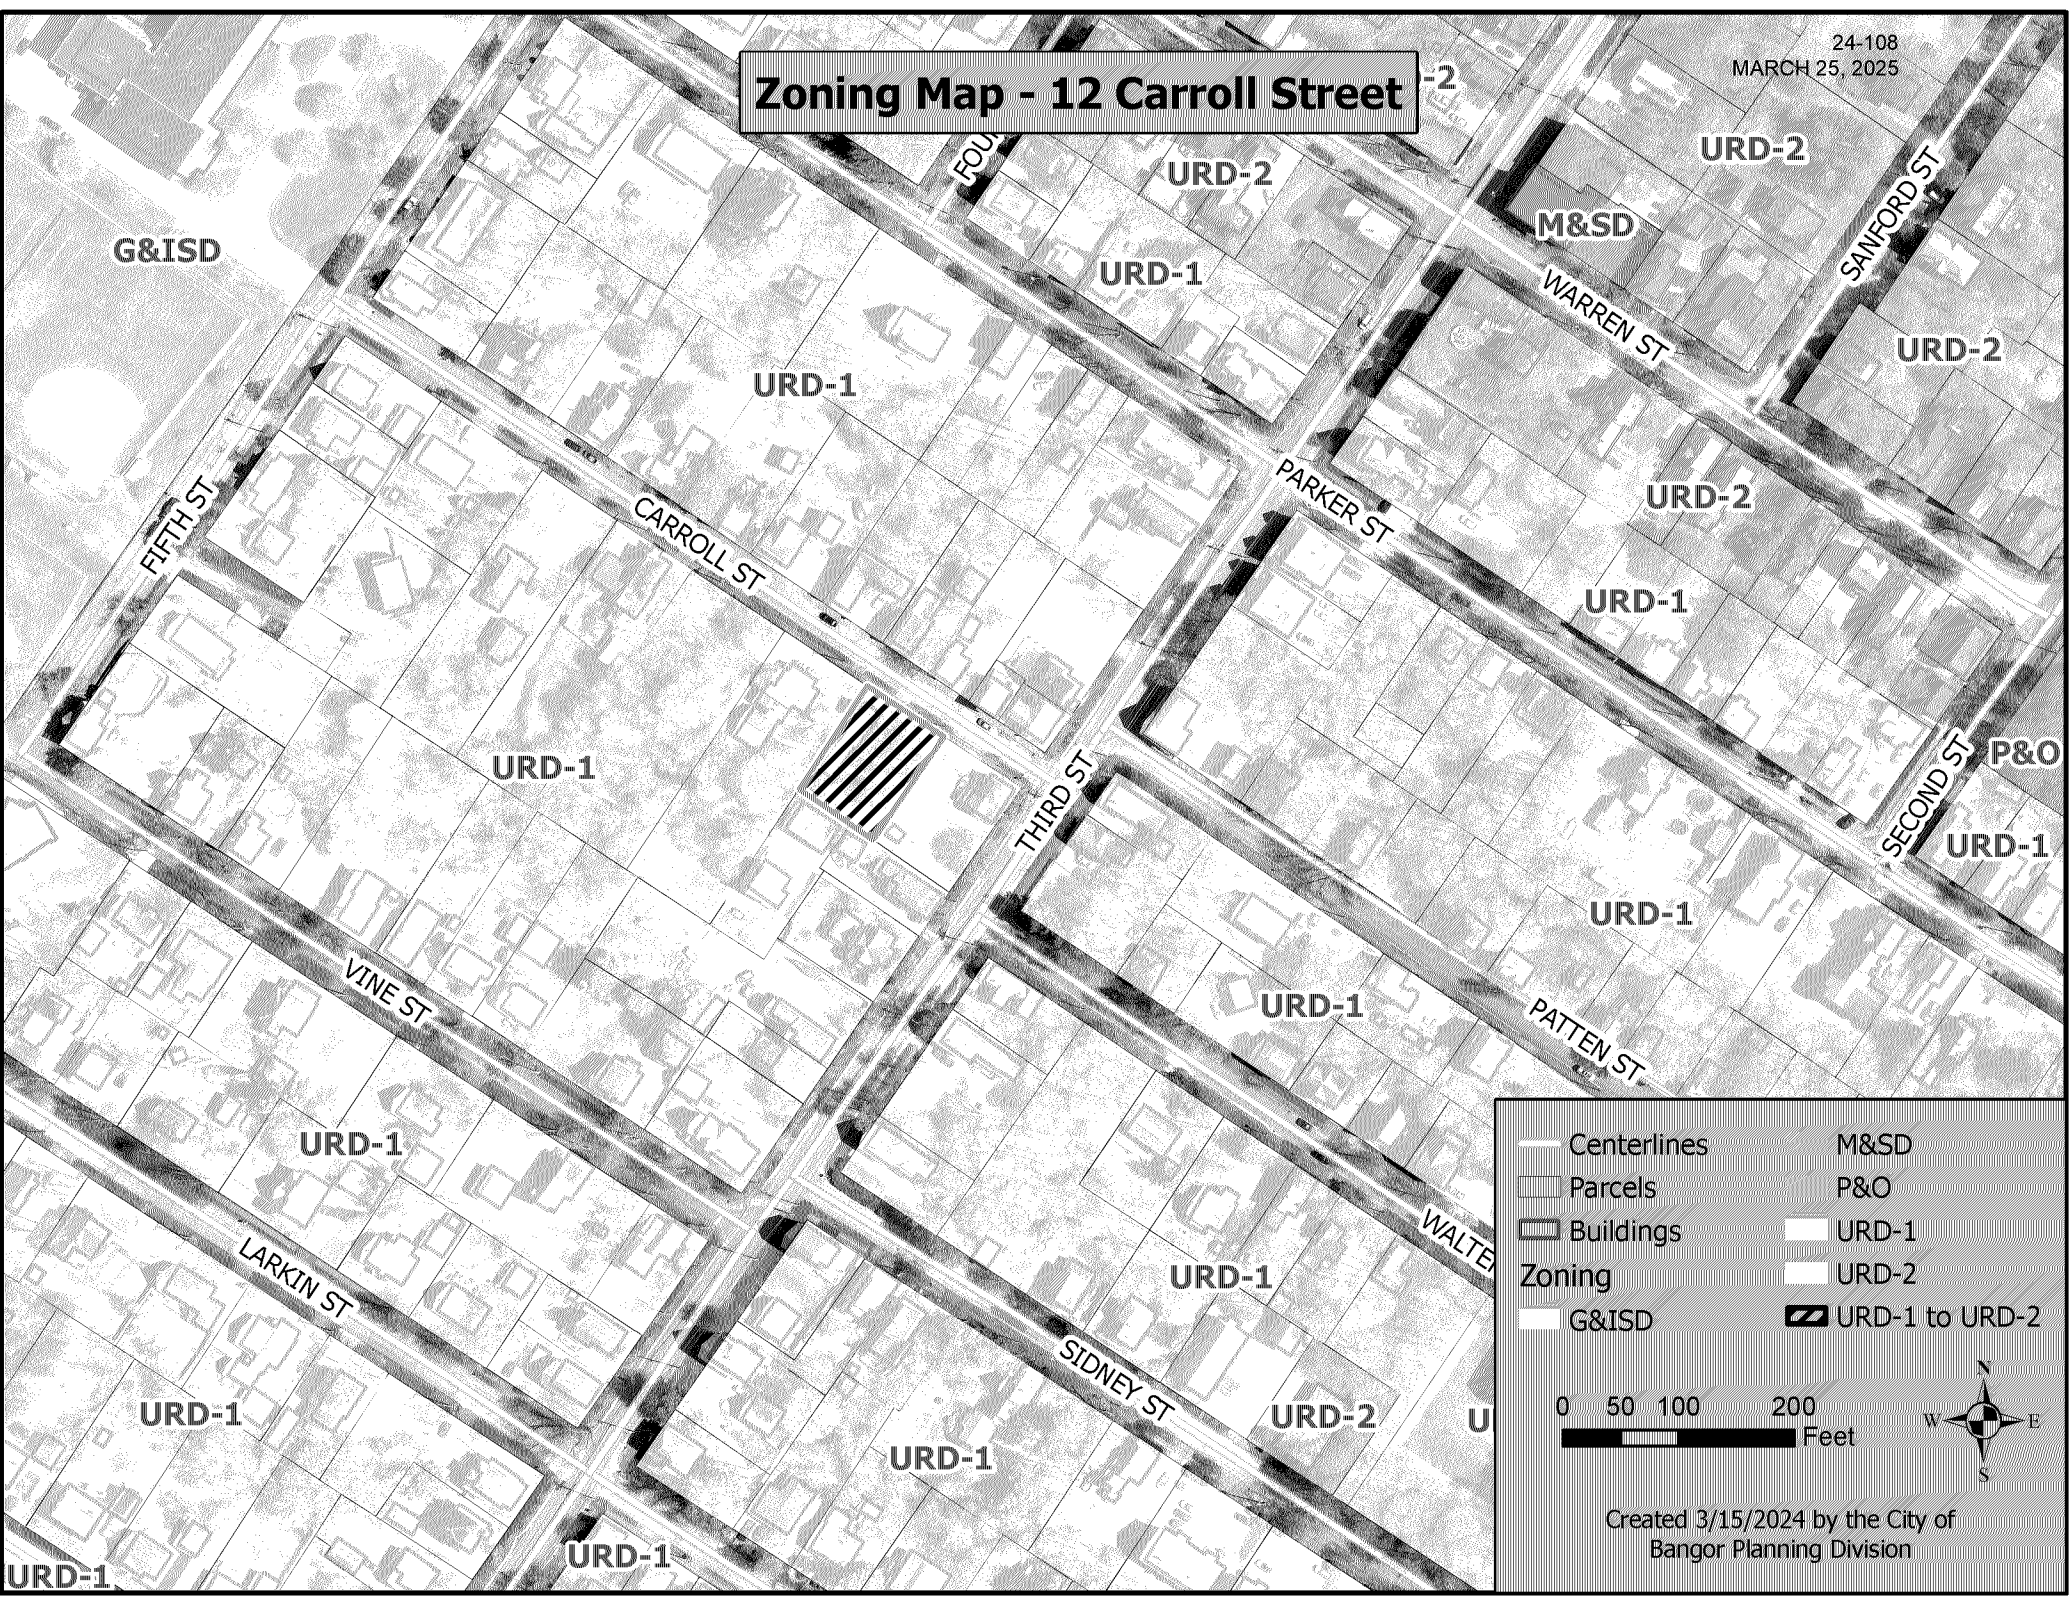 24-108
MARCH 25, 2025
Zoning Map - 12 Carroll Street
-2
URD-2
URD-2
M&SD
SANFORD ST
G&ISD
URD-1
WARREN ST
URD-2
URD-1
PARKER ST
URD-2
FIFTH ST
CARROLL ST
URD-1
URD-1
THIRD ST
SECOND ST
P&O
URD-1
URD-1
VINE ST
URD-1
PATTEN ST
URD-1
LARKIN ST
URD-1
SIDNEY ST
URD-1
URD-2
URD-1
URD-1
URD-1
Centerlines
Parcels
Buildings
Zoning
G&ISD
M&SD
P&O
URD-1
URD-2
URD-1 to URD-2
0 50 100 200
Feet
N
W E
S
Created 3/15/2024 by the City of
Bangor Planning Division